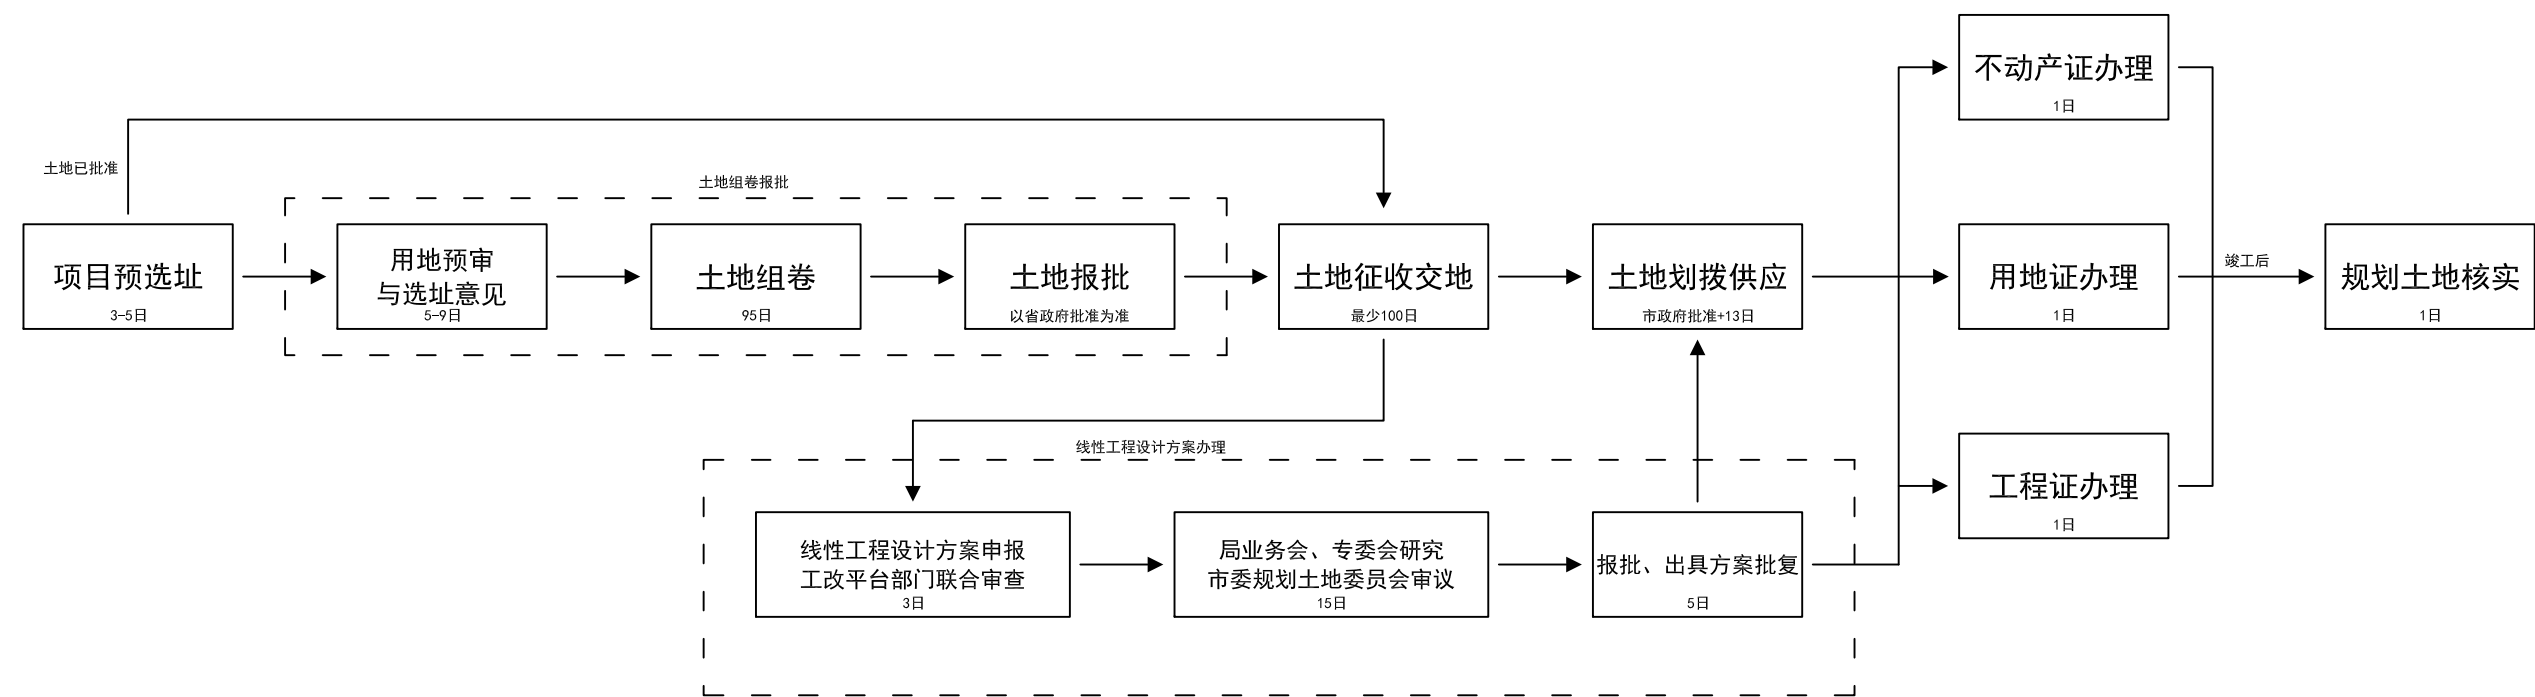 土地已批准
项目预选址
3-5日
土地组卷报批
用地预审
与选址意见
5-9日
土地组卷
95日
土地报批
以省政府批准为准
土地征收交地
最少100日
土地划拨供应
市政府批准+13日
线性工程设计方案办理
线性工程设计方案申报
工改平台部门联合审查
3日
局业务会、专委会研究
市委规划土地委员会审议
15日
报批、出具方案批复
5日
不动产证办理
1日
用地证办理
1日
工程证办理
1日
竣工后
规划土地核实
1日